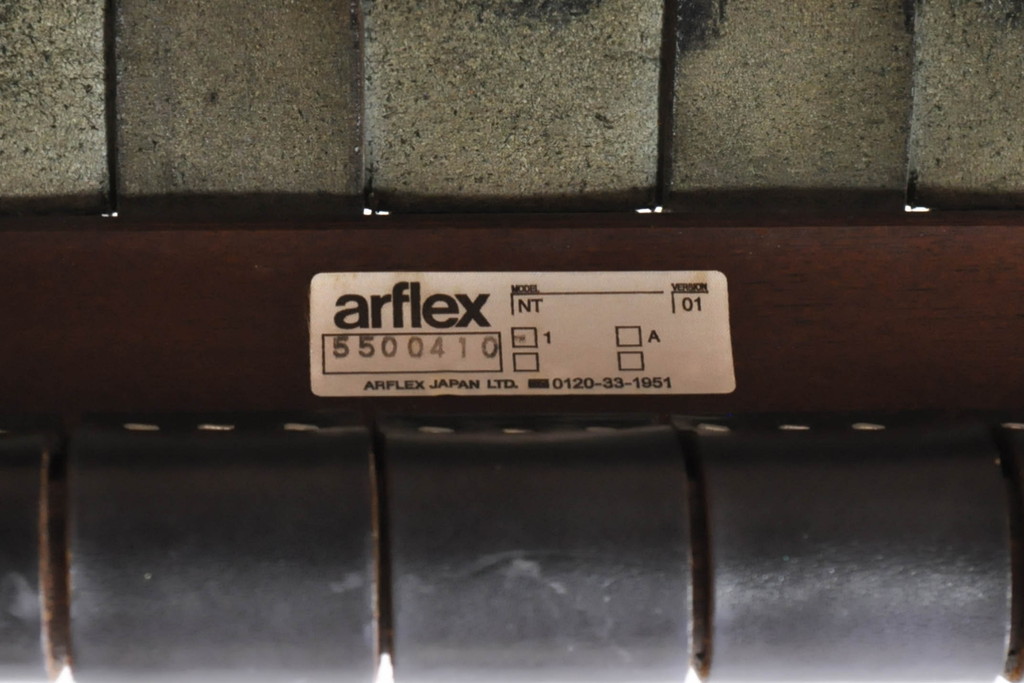 arflex
MODEL
NT
VERSION
01
5500410
1
A
ARFLEX JAPAN LTD. 0120-33-1951